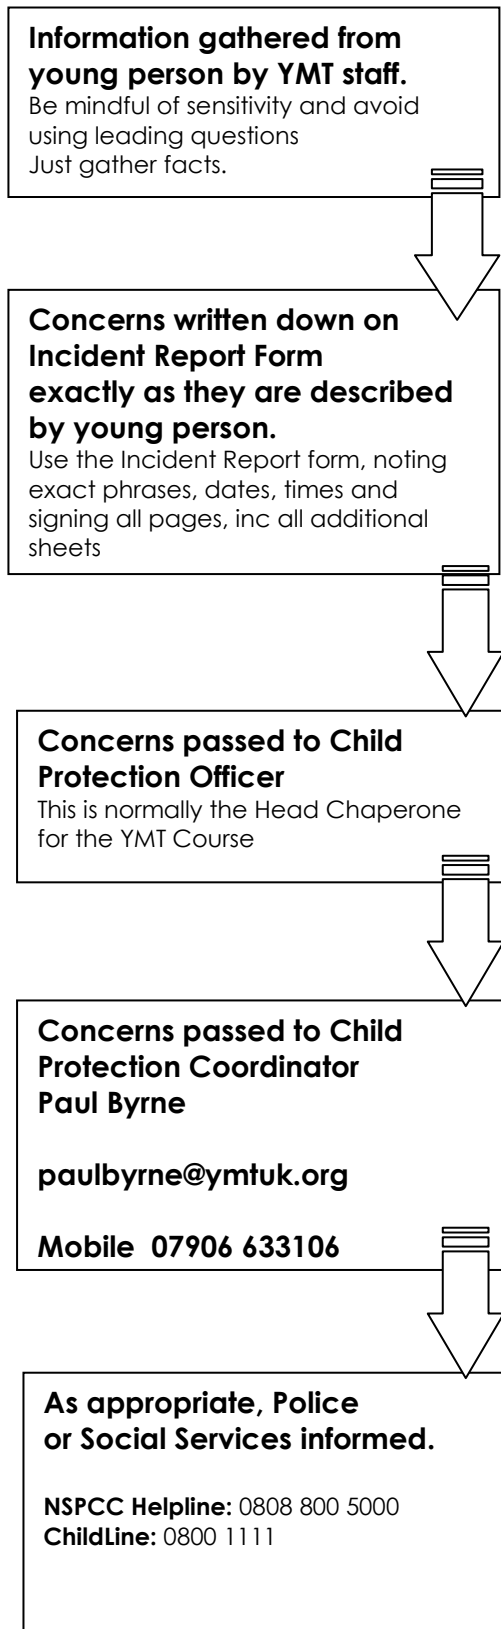 Information gathered from
young person by YMT staff.
Be mindful of sensitivity and avoid
using leading questions
Just gather facts.
Concerns written down on
Incident Report Form
exactly as they are described
by young person.
Use the Incident Report form, noting
exact phrases, dates, times and
signing all pages, inc all additional
sheets
Concerns passed to Child
Protection Officer
This is normally the Head Chaperone
for the YMT Course
Concerns passed to Child
Protection Coordinator
Paul Byrne
paulbyrne@ymtuk.org
Mobile  07906 633106
As appropriate, Police
or Social Services informed.
NSPCC Helpline: 0808 800 5000
ChildLine: 0800 1111